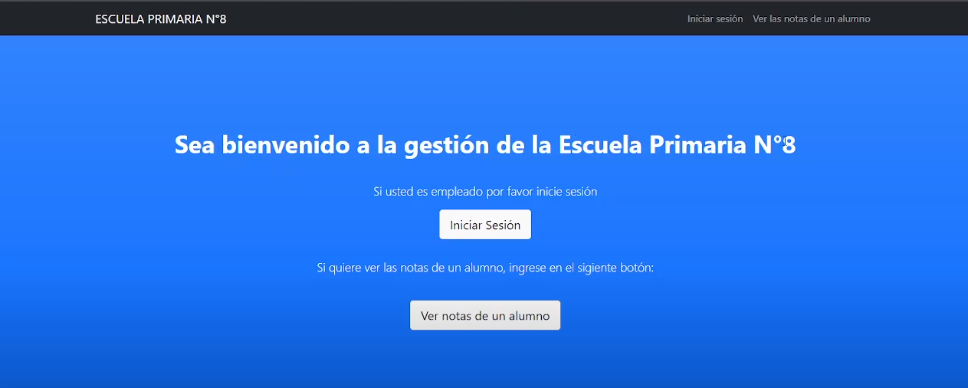 ESCUELA PRIMARIA N°8
Iniciar sesión Ver las notas de un alumno
Sea bienvenido a la gestión de la Escuela Primaria N°8
Si usted es empleado por favor inicie sesión
Iniciar Sesión
Si quiere ver las notas de un alumno, ingrese en el sigiente botón:
Ver notas de un alumno